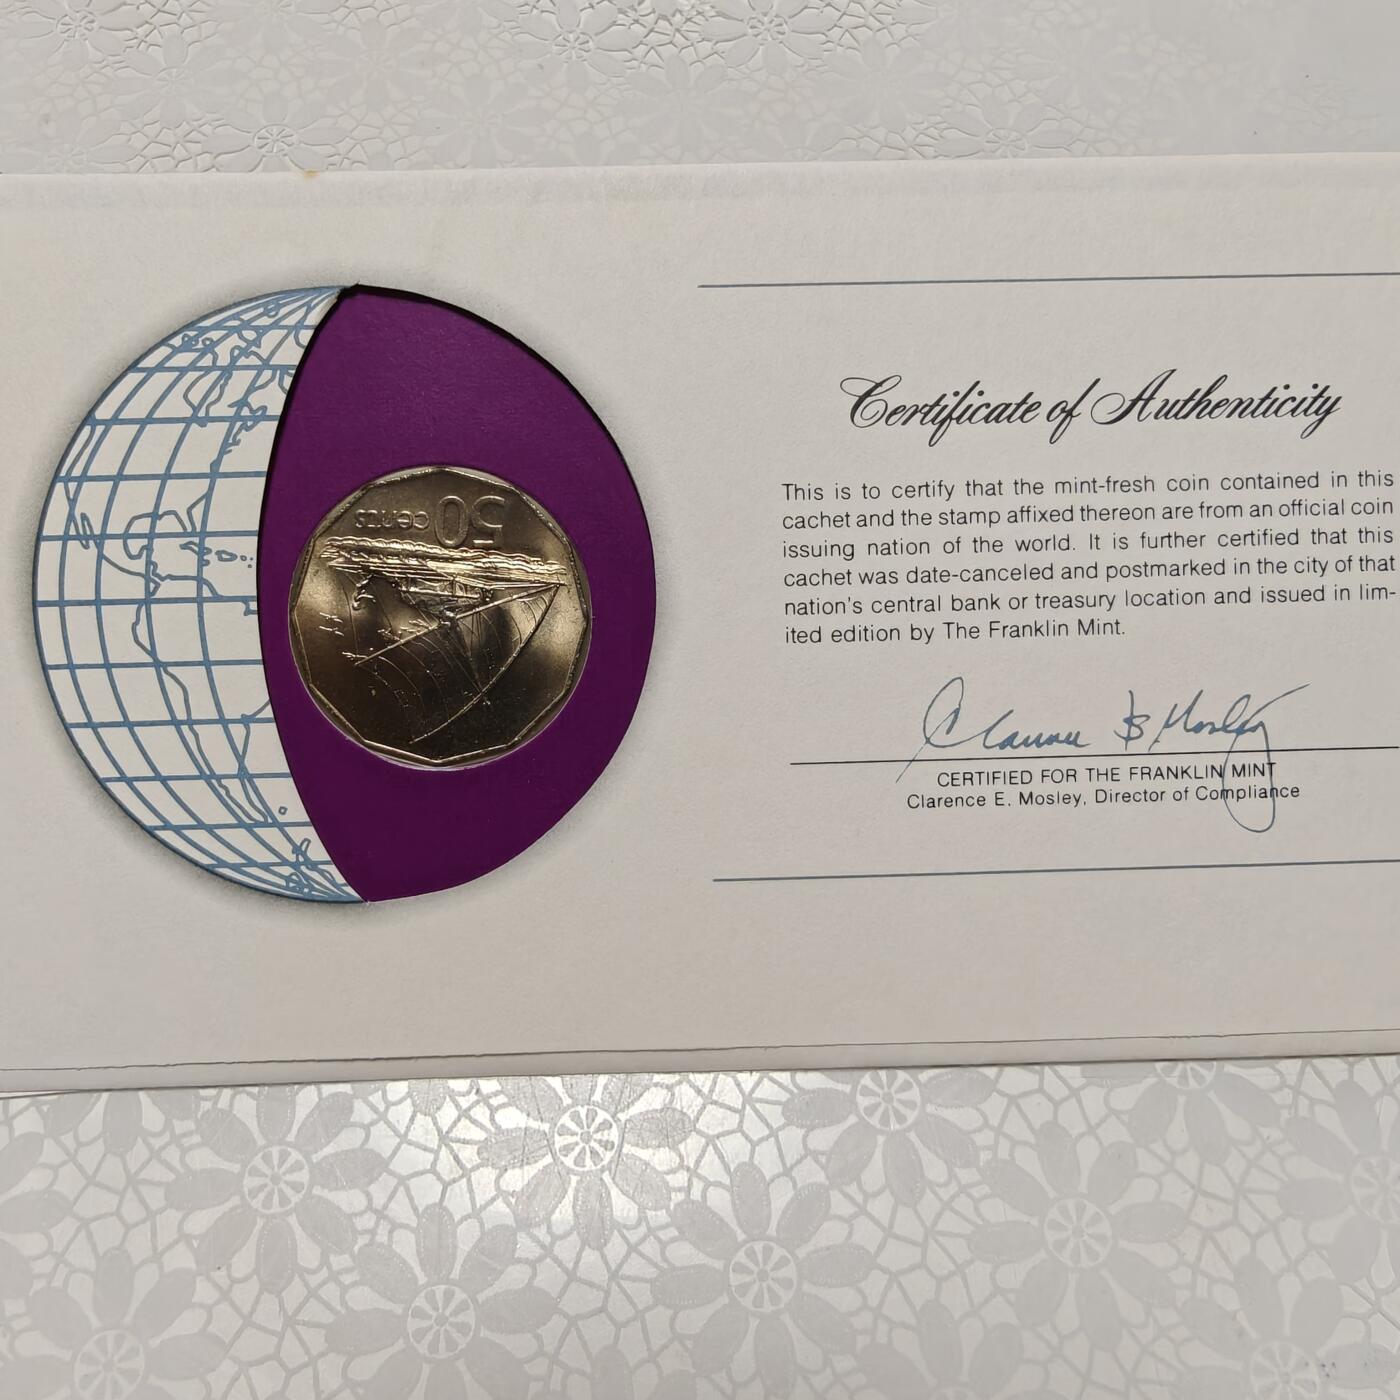 50 cents
Certificate of Authenticity
This is to certify that the mint-fresh coin contained in this
cachet and the stamp affixed thereon are from an official coin
issuing nation of the world. It is further certified that this
cachet was date-canceled and postmarked in the city of that
nation's central bank or treasury location and issued in lim-
ited edition by The Franklin Mint.
Clarence E Mosley
CERTIFIED FOR THE FRANKLIN MINT
Clarence E. Mosley, Director of Compliance